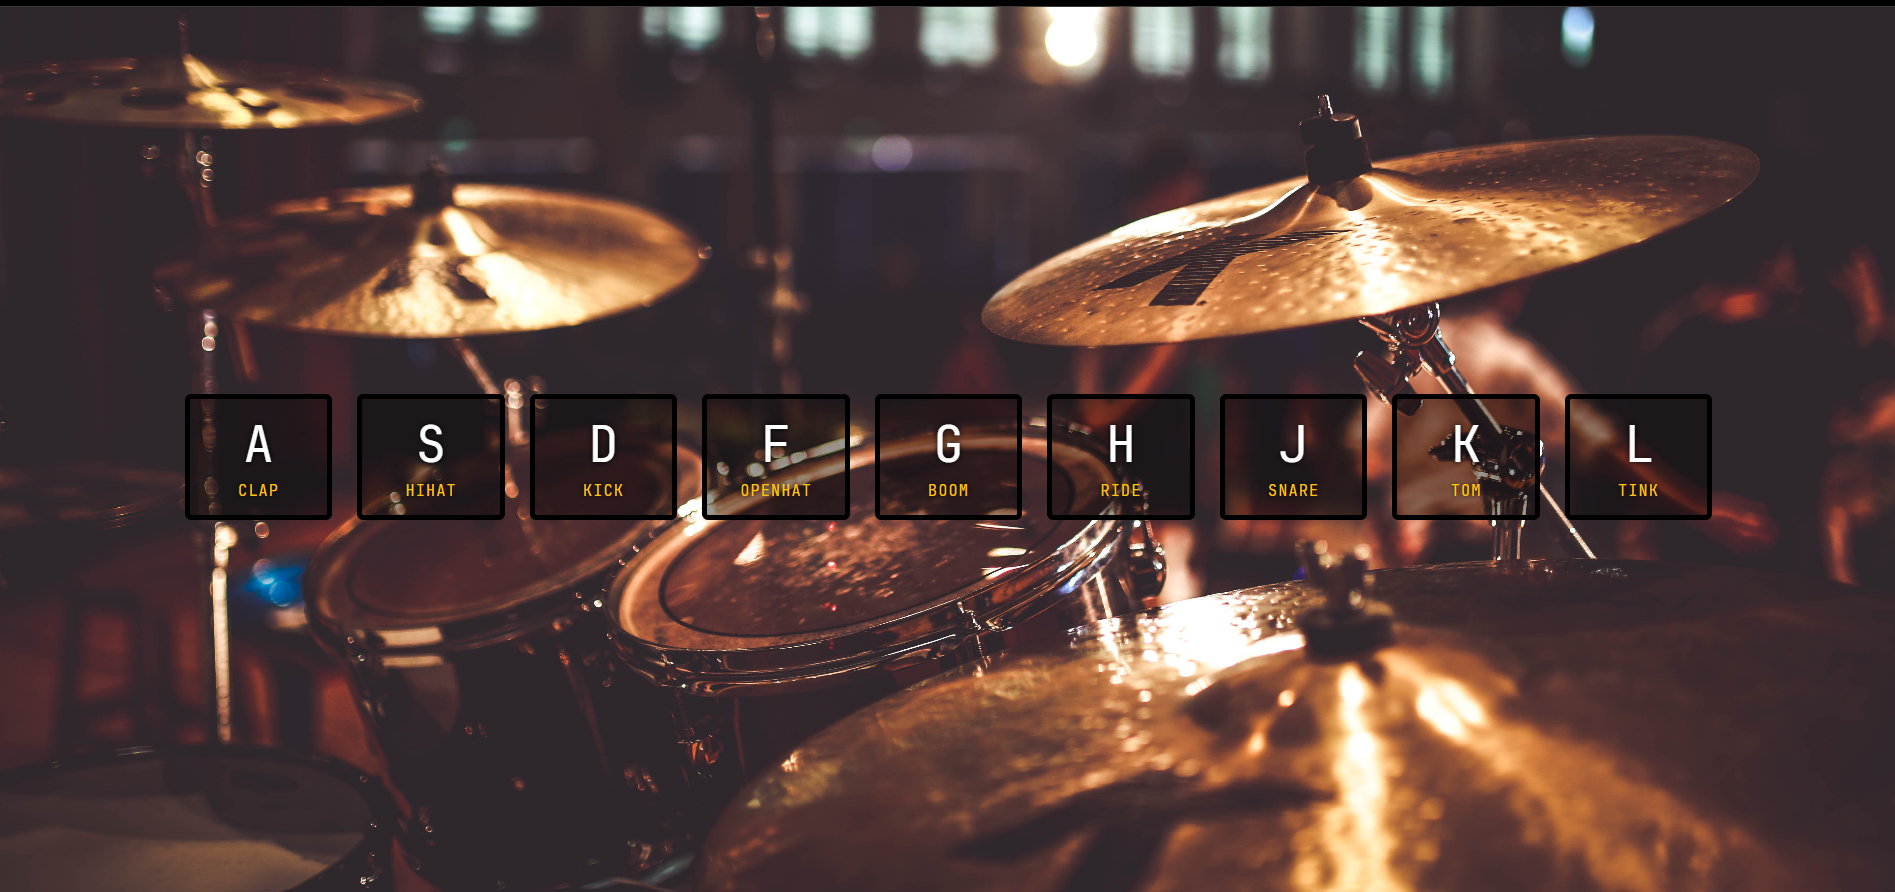 A S D F G H J K L
CLAP HIHAT KICK OPENHAT BOOM RIDE SNARE TOM TINK